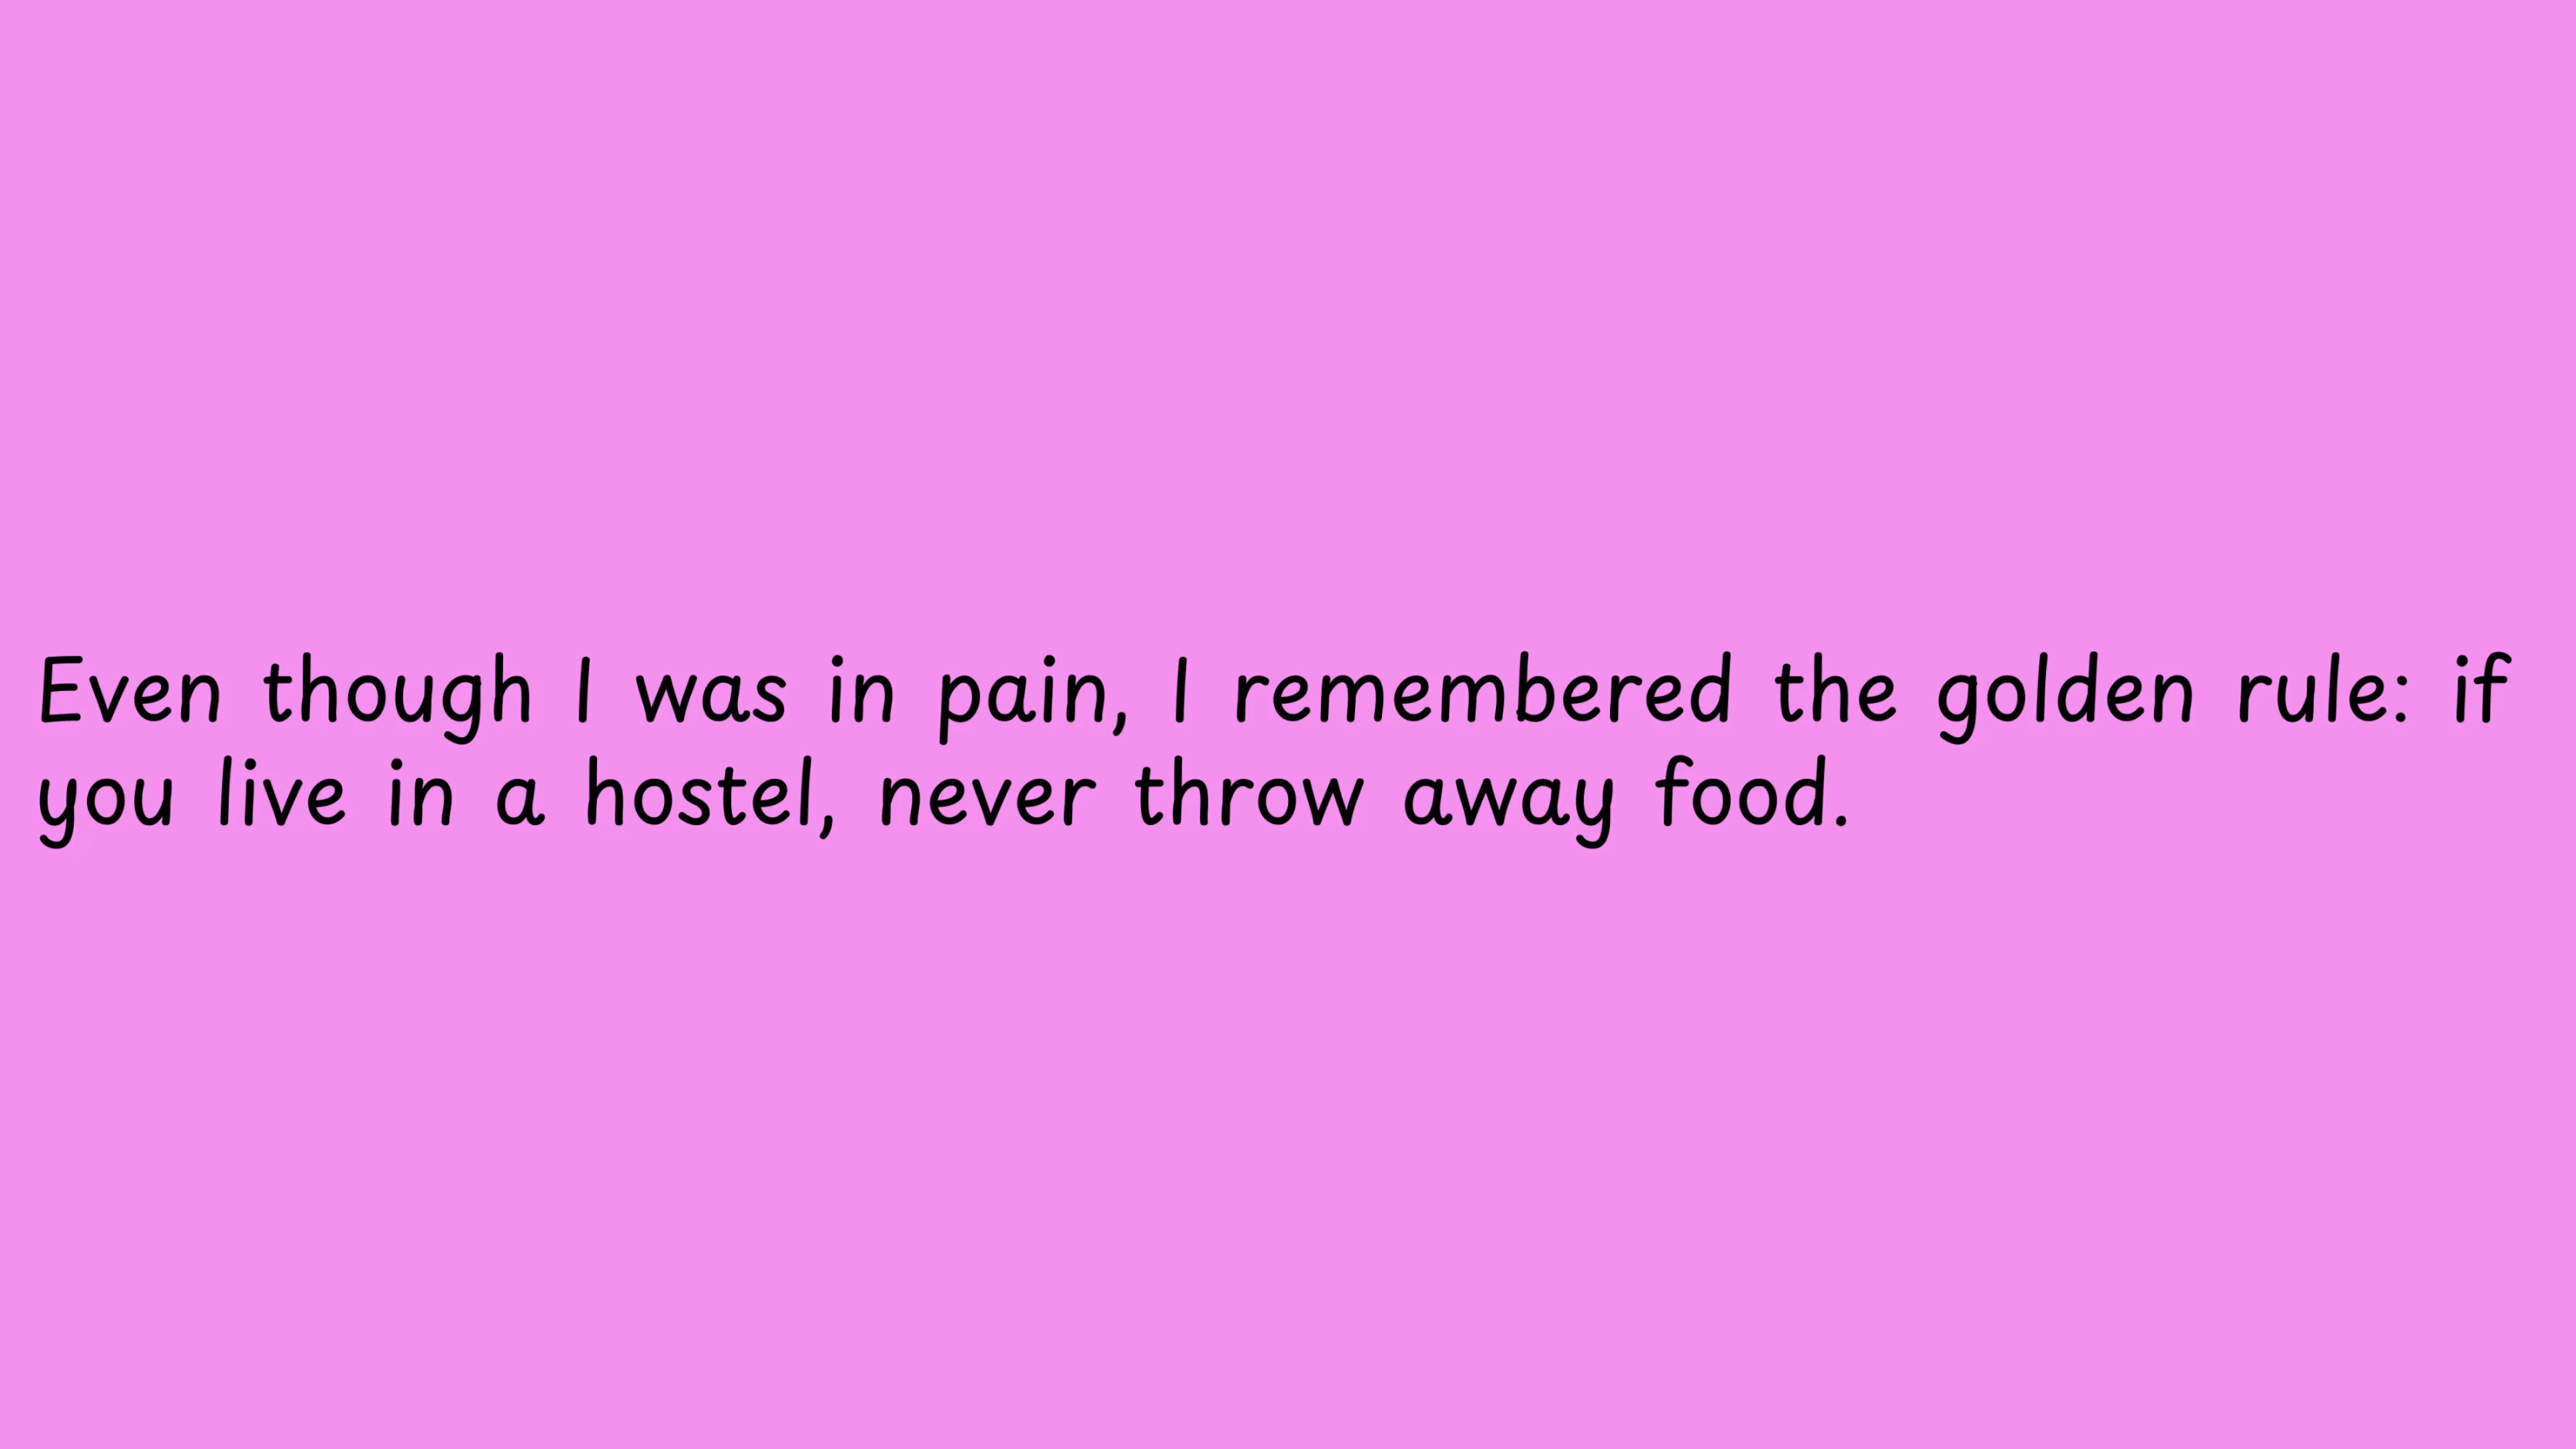 Even though I was in pain, I remembered the golden rule: if
you live in a hostel, never throw away food.